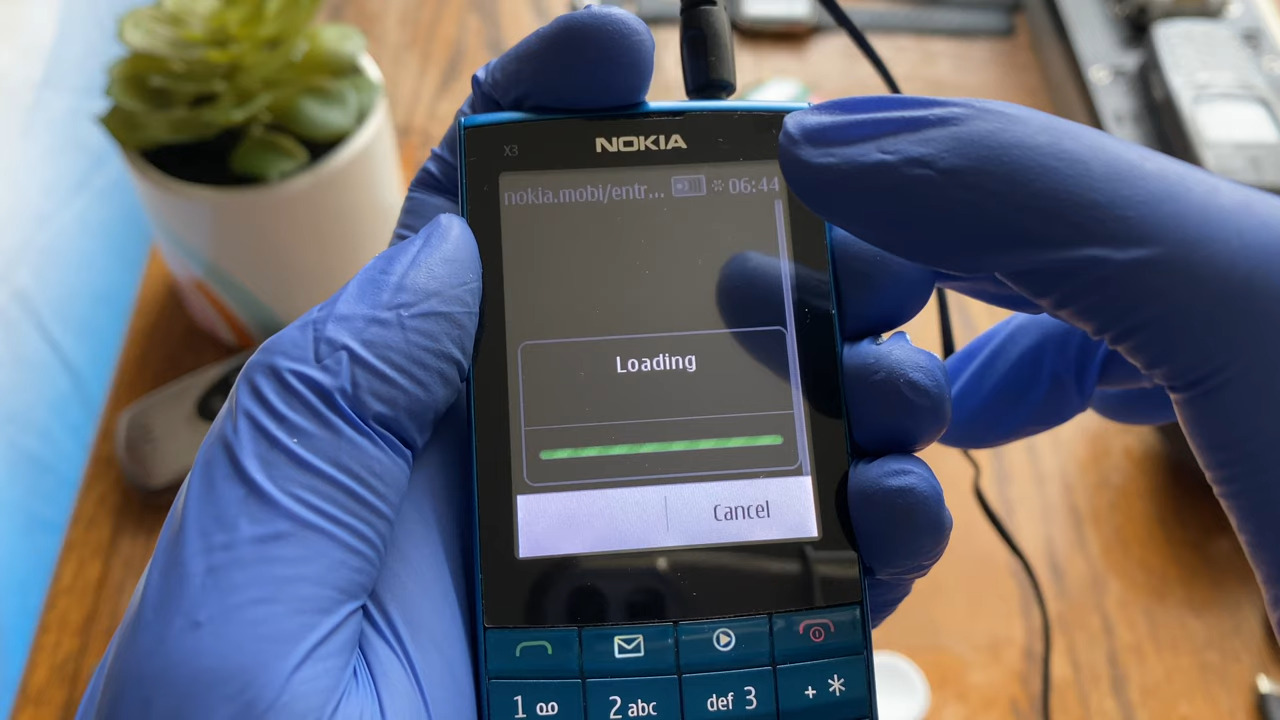 X3
NOKIA
nokia.mobi/entr... 06:44
Loading
Cancel
1 2 abc def 3 + *